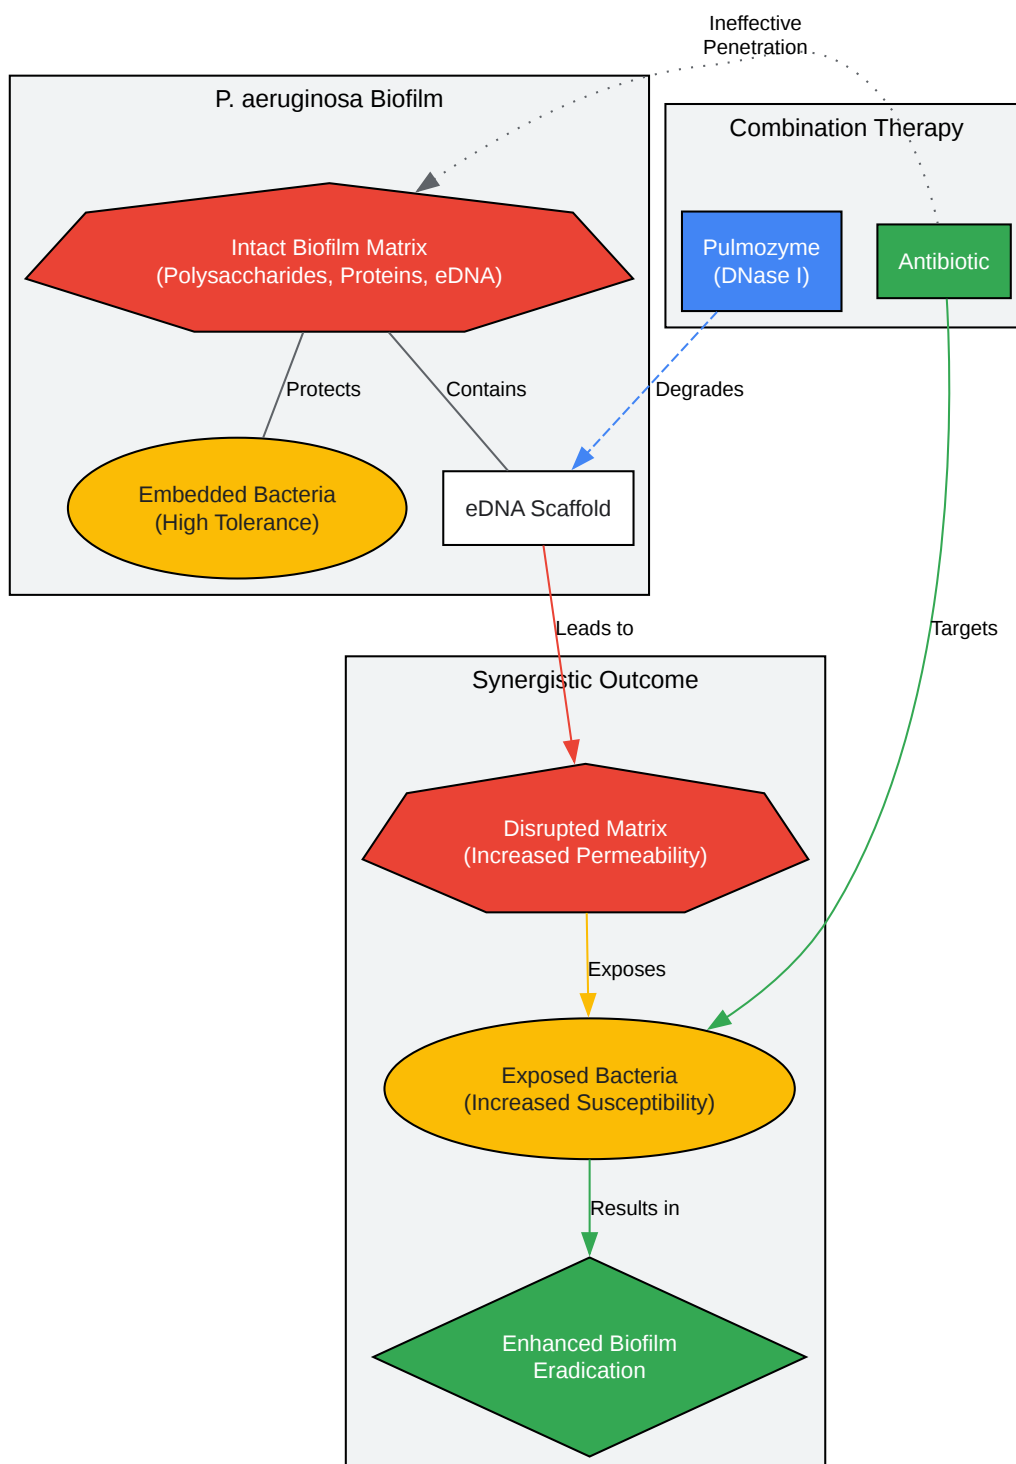 Ineffective
Penetration
P. aeruginosa Biofilm
Combination Therapy
Intact Biofilm Matrix
(Polysaccharides, Proteins, eDNA)
Pulmozyme
(DNase I)
Antibiotic
Protects
Contains
Degrades
Embedded Bacteria
(High Tolerance)
eDNA Scaffold
Leads to
Targets
Synergistic Outcome
Disrupted Matrix
(Increased Permeability)
Exposes
Exposed Bacteria
(Increased Susceptibility)
Results in
Enhanced Biofilm
Eradication